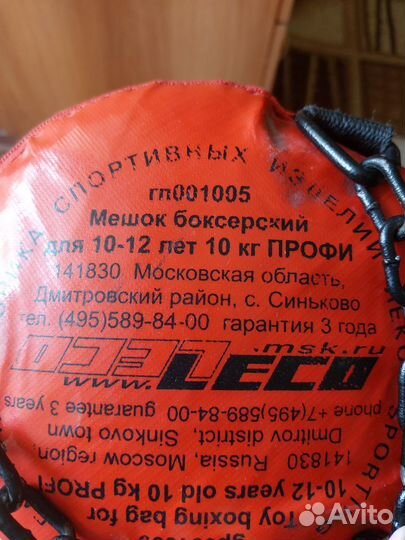 СПОРТИВНЫХ ИЗДЕЛИЙ
гп001005
Мешок боксерский
для 10-12 лет 10 кг ПРОФИ
141830 Московская область,
Дмитровский район, с. Синьково
тел. (495)589-84-00 гарантия 3 года
www.LECO.msk.ru
phone +7(495)589-84-00 guarantee 3 years
Dmitrov district, Sinkovo town
141830 Russia, Moscow region,
10-12 years old 10 kg PROFI
Toy boxing bag for
Avito